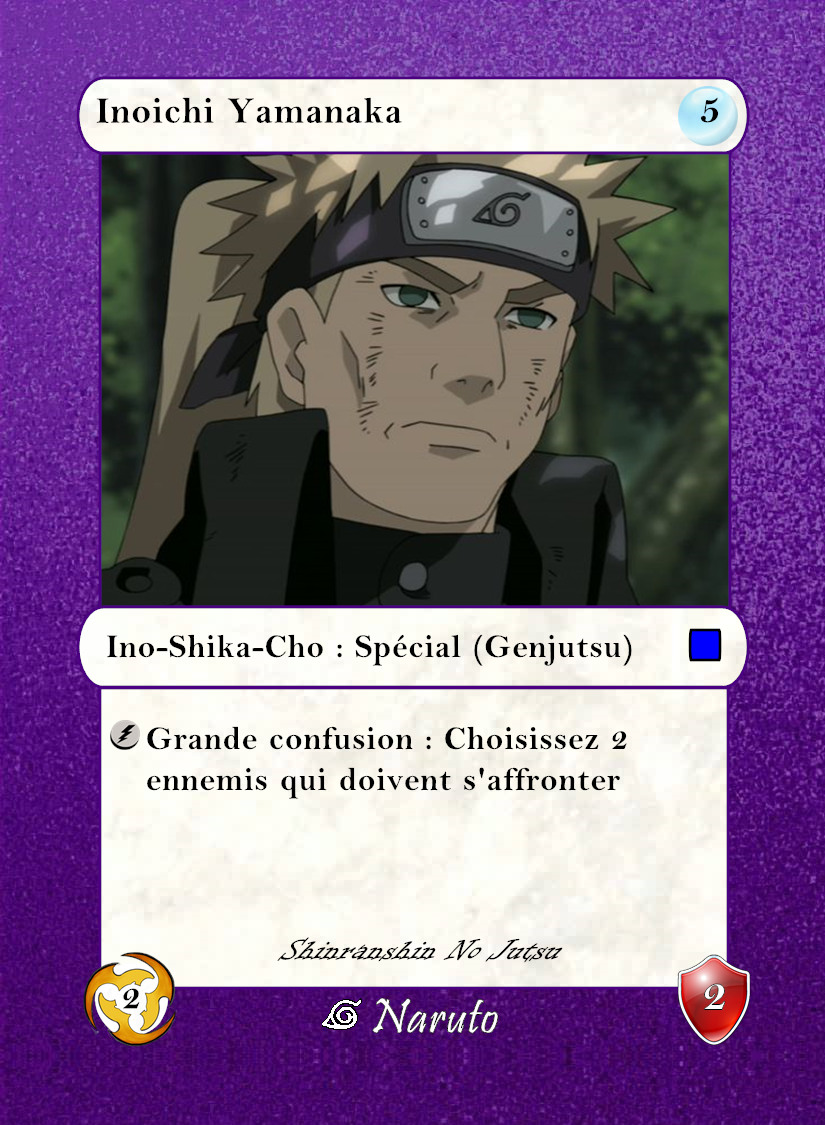 Inoichi Yamanaka
5
Ino-Shika-Cho : Spécial (Genjutsu)
Grande confusion : Choisissez 2
ennemis qui doivent s'affronter
Shinranshin No Jutsu
2
Naruto
2